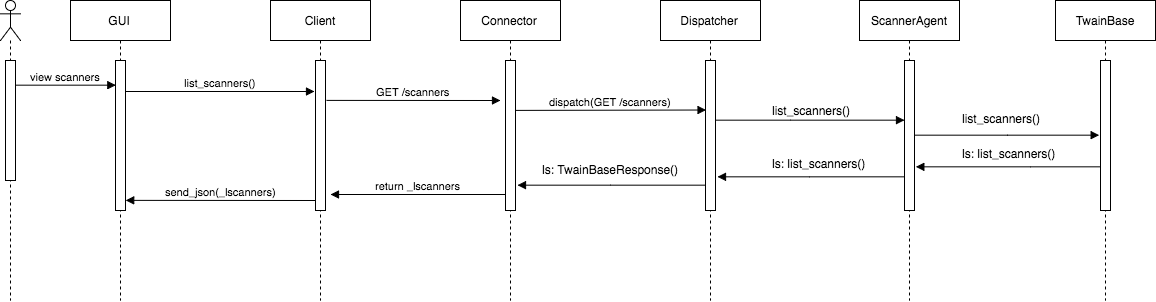 GUI
Client
Connector
Dispatcher
ScannerAgent
TwainBase
view scanners
list_scanners()
GET /scanners
dispatch(GET /scanners)
list_scanners()
list_scanners()
ls: list_scanners()
ls: list_scanners()
ls: TwainBaseResponse()
return _lscanners
send_json(_lscanners)